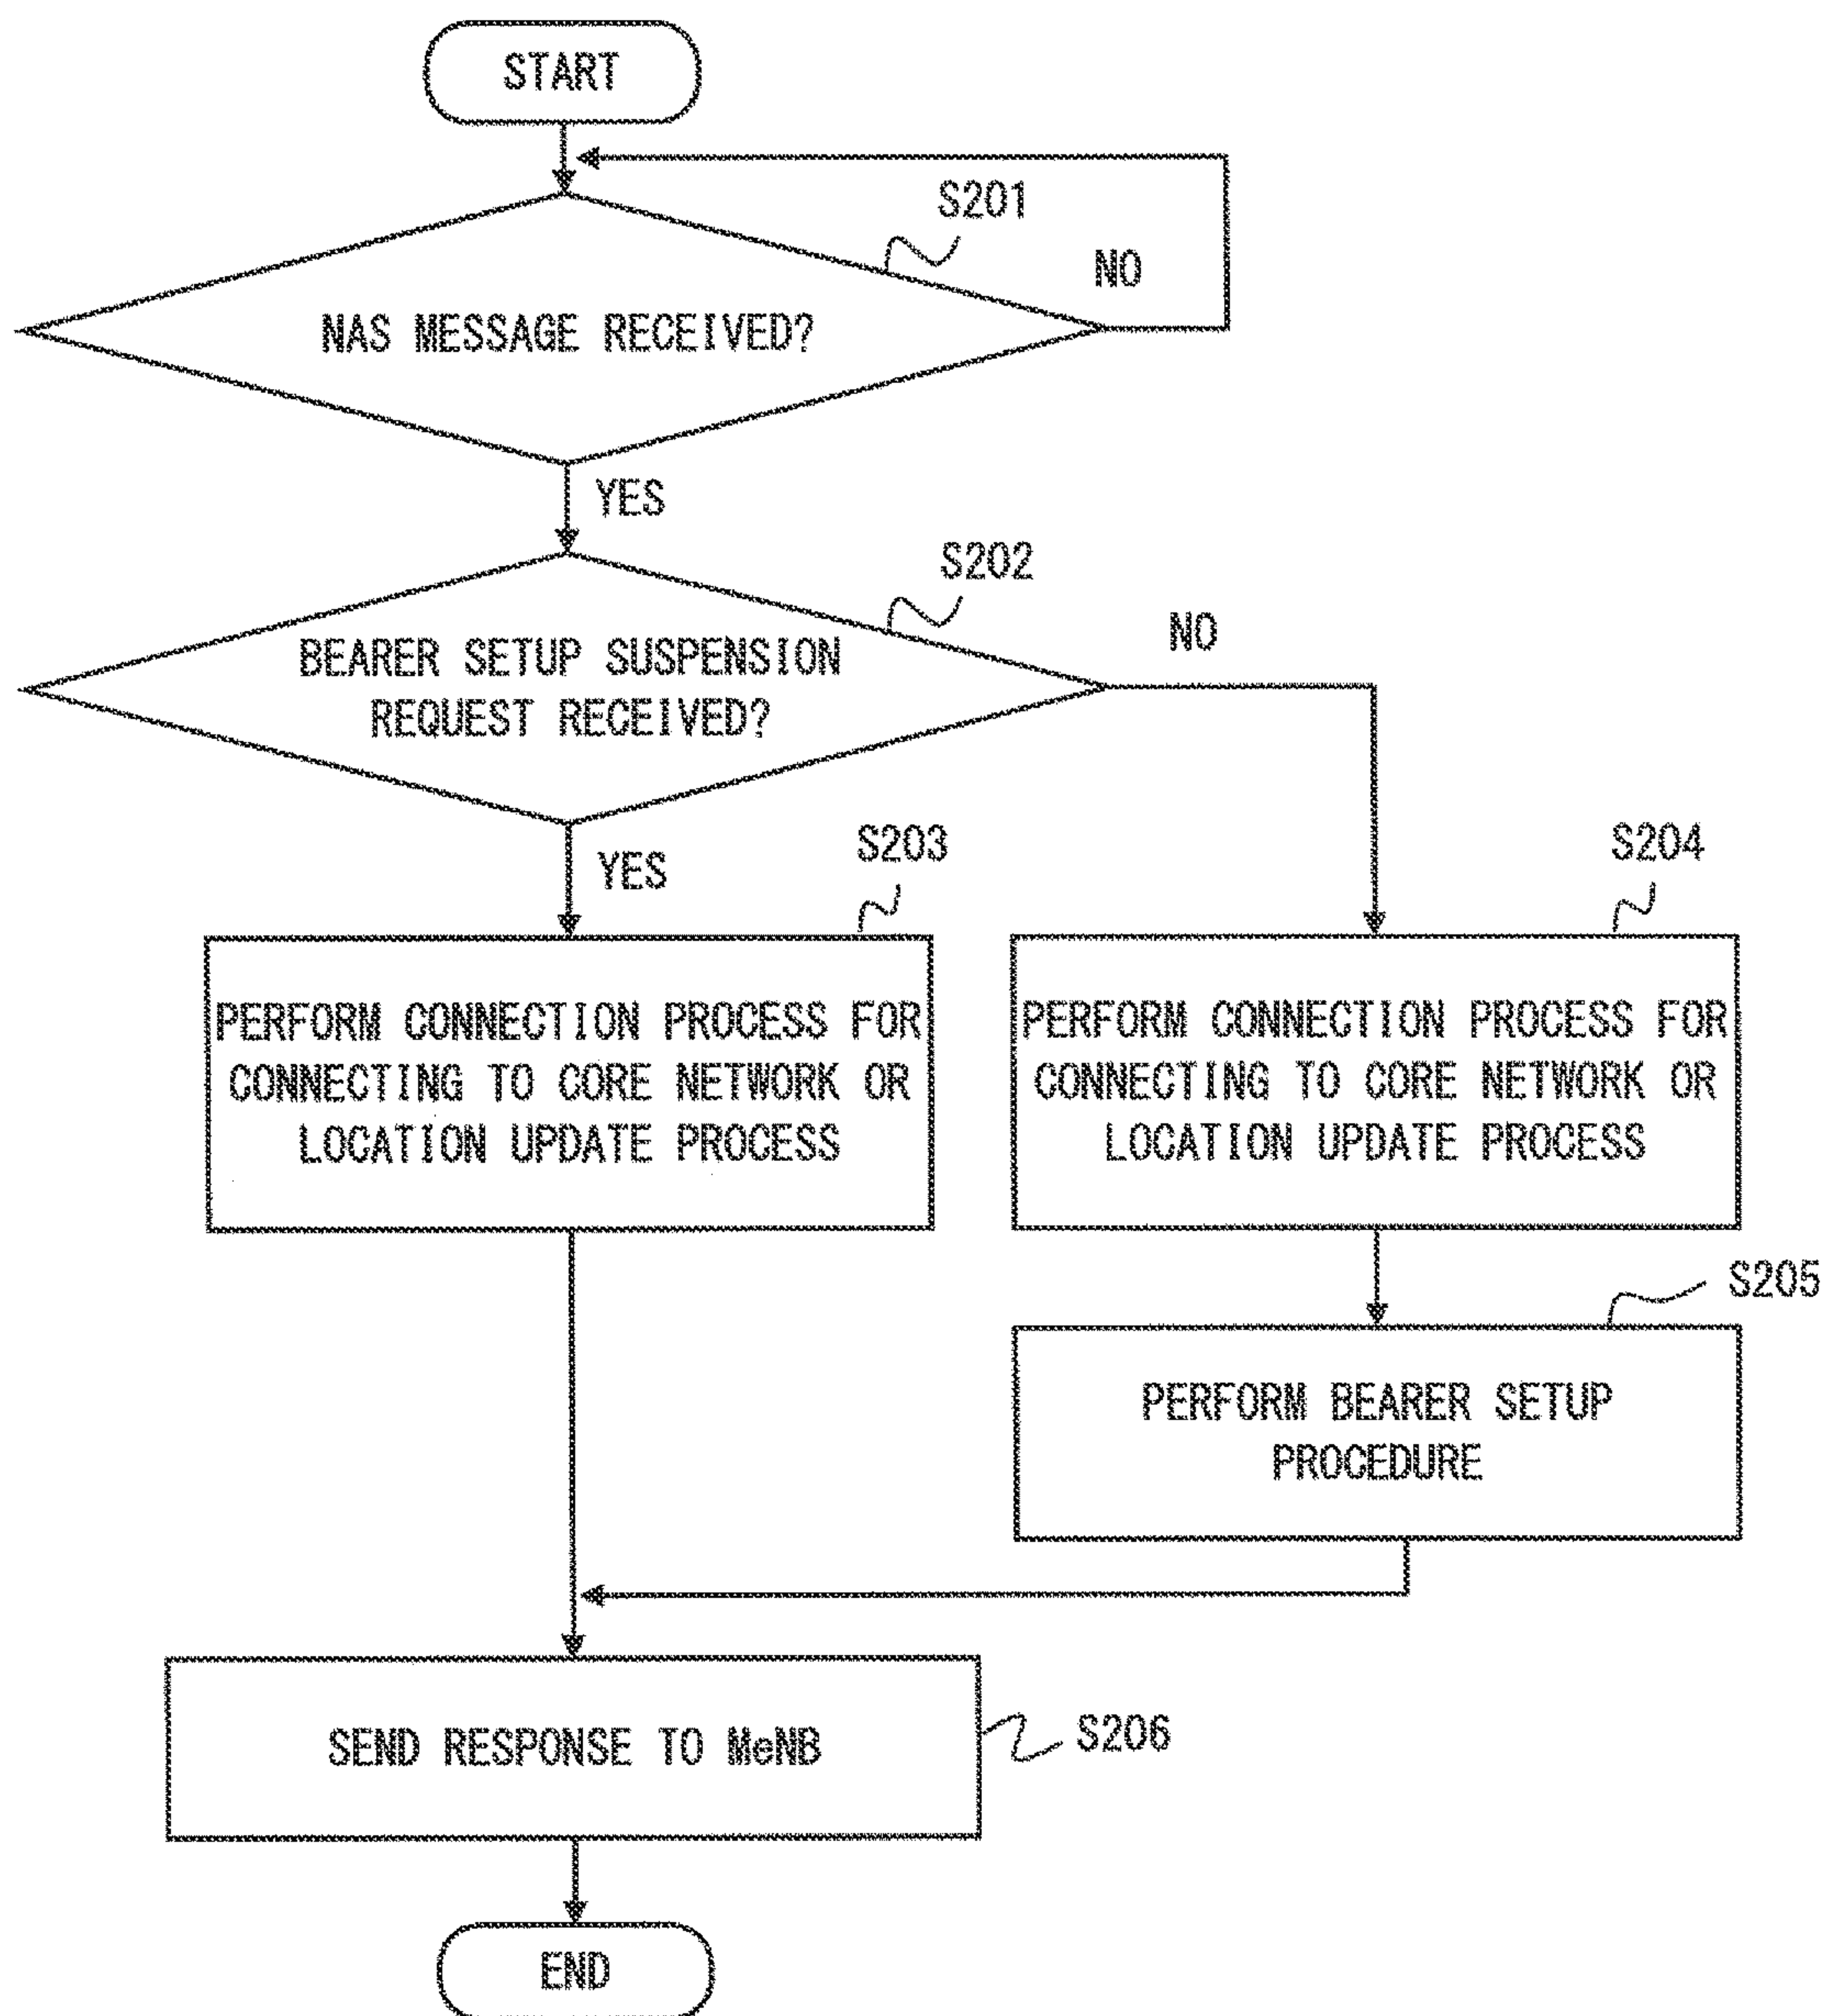 START
S201
NO
NAS MESSAGE RECEIVED?
YES
S202
NO
BEARER SETUP SUSPENSION
REQUEST RECEIVED?
YES
S203
S204
PERFORM CONNECTION PROCESS FOR
CONNECTING TO CORE NETWORK OR
LOCATION UPDATE PROCESS
PERFORM CONNECTION PROCESS FOR
CONNECTING TO CORE NETWORK OR
LOCATION UPDATE PROCESS
S205
PERFORM BEARER SETUP
PROCEDURE
SEND RESPONSE TO MeNB
S206
END